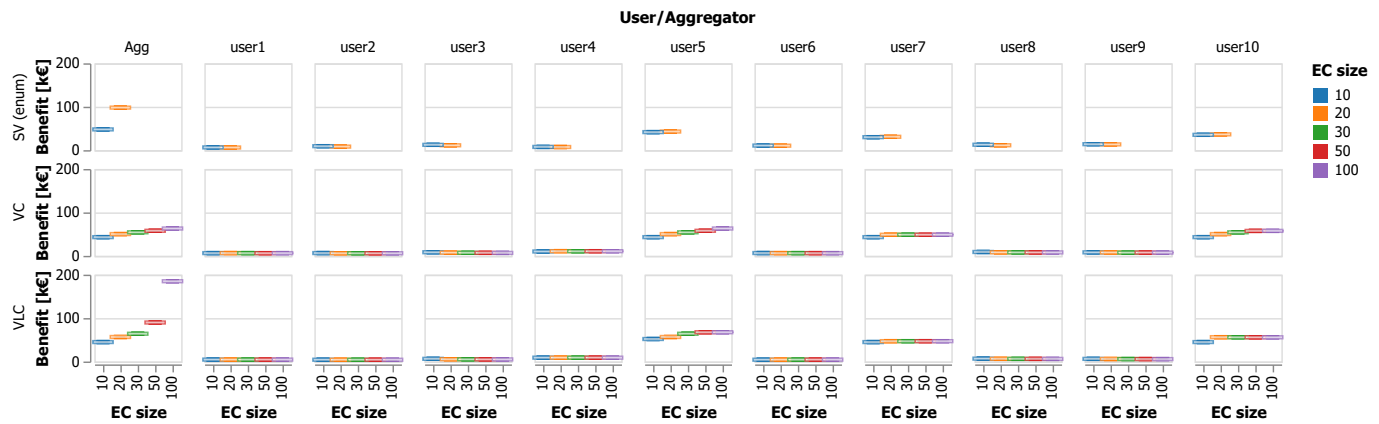 User/Aggregator
Agg user1 user2 user3 user4 user5 user6 user7 user8 user9 user10
SV (enum)
Benefit [k€]
200
100
0
VC
Benefit [k€]
200
100
0
VLC
Benefit [k€]
200
100
0
10 20 30 50 100 10 20 30 50 100 10 20 30 50 100 10 20 30 50 100 10 20 30 50 100 10 20 30 50 100 10 20 30 50 100 10 20 30 50 100 10 20 30 50 100 10 20 30 50 100 10 20 30 50 100
EC size EC size EC size EC size EC size EC size EC size EC size EC size EC size EC size
EC size
10
20
30
50
100